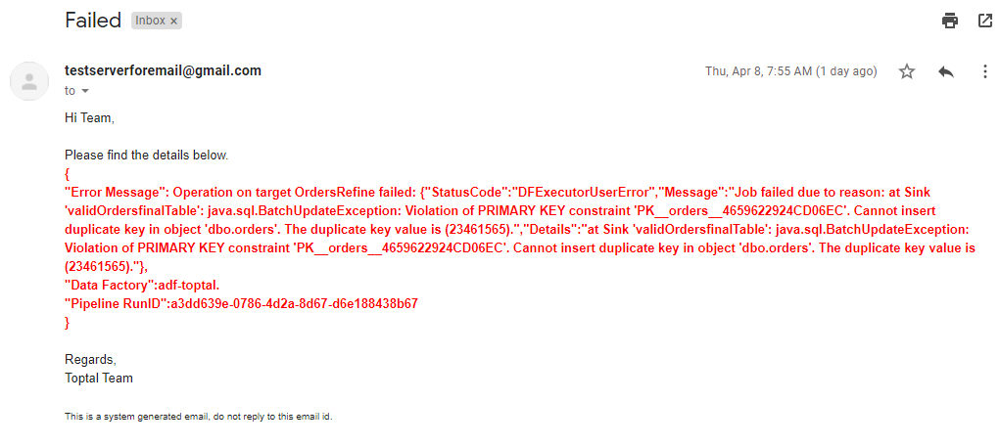 Failed Inbox ×
testserverforemail@gmail.com Thu, Apr 8, 7:55 AM (1 day ago)
to
Hi Team,
Please find the details below.
{
"Error Message": Operation on target OrdersRefine failed: {"StatusCode":"DFExecutorUserError","Message":"Job failed due to reason: at Sink
'validOrdersfinalTable': java.sql.BatchUpdateException: Violation of PRIMARY KEY constraint 'PK__orders__4659622924CD06EC'. Cannot insert
duplicate key in object 'dbo.orders'. The duplicate key value is (23461565).","Details":"at Sink 'validOrdersfinalTable': java.sql.BatchUpdateException:
Violation of PRIMARY KEY constraint 'PK__orders__4659622924CD06EC'. Cannot insert duplicate key in object 'dbo.orders'. The duplicate key value is
(23461565)."},
"Data Factory":adf-toptal.
"Pipeline RunID":a3dd639e-0786-4d2a-8d67-d6e188438b67
}
Regards,
Toptal Team
This is a system generated email, do not reply to this email id.